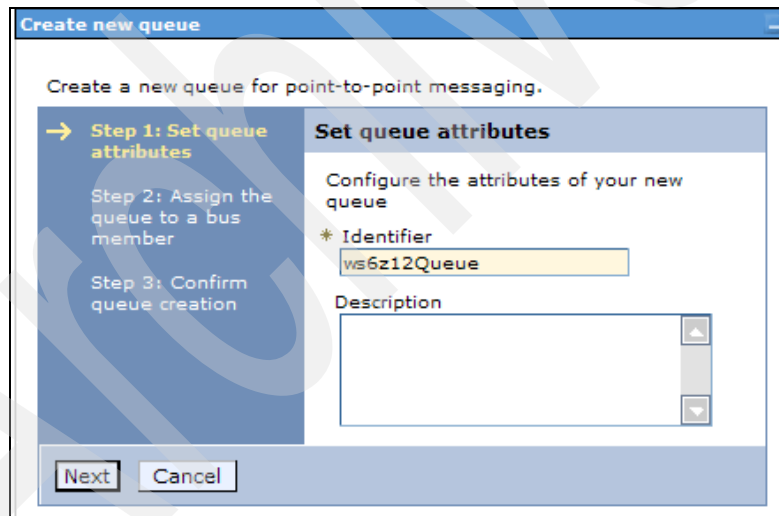 Create new queue
Create a new queue for point-to-point messaging.
Step 1: Set queue
attributes
Step 2: Assign the
queue to a bus
member
Step 3: Confirm
queue creation
Set queue attributes
Configure the attributes of your new
queue
* Identifier
ws6z12Queue
Description
Next
Cancel